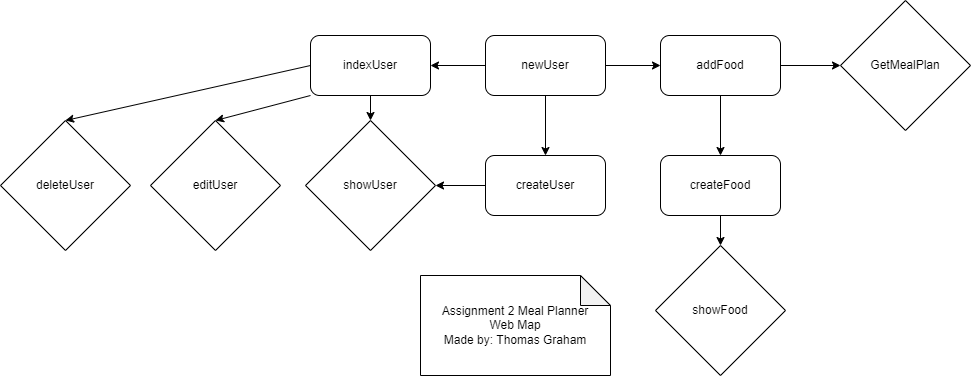 indexUser
newUser
addFood
GetMealPlan
deleteUser
editUser
showUser
createUser
createFood
Assignment 2 Meal Planner
Web Map
Made by: Thomas Graham
showFood